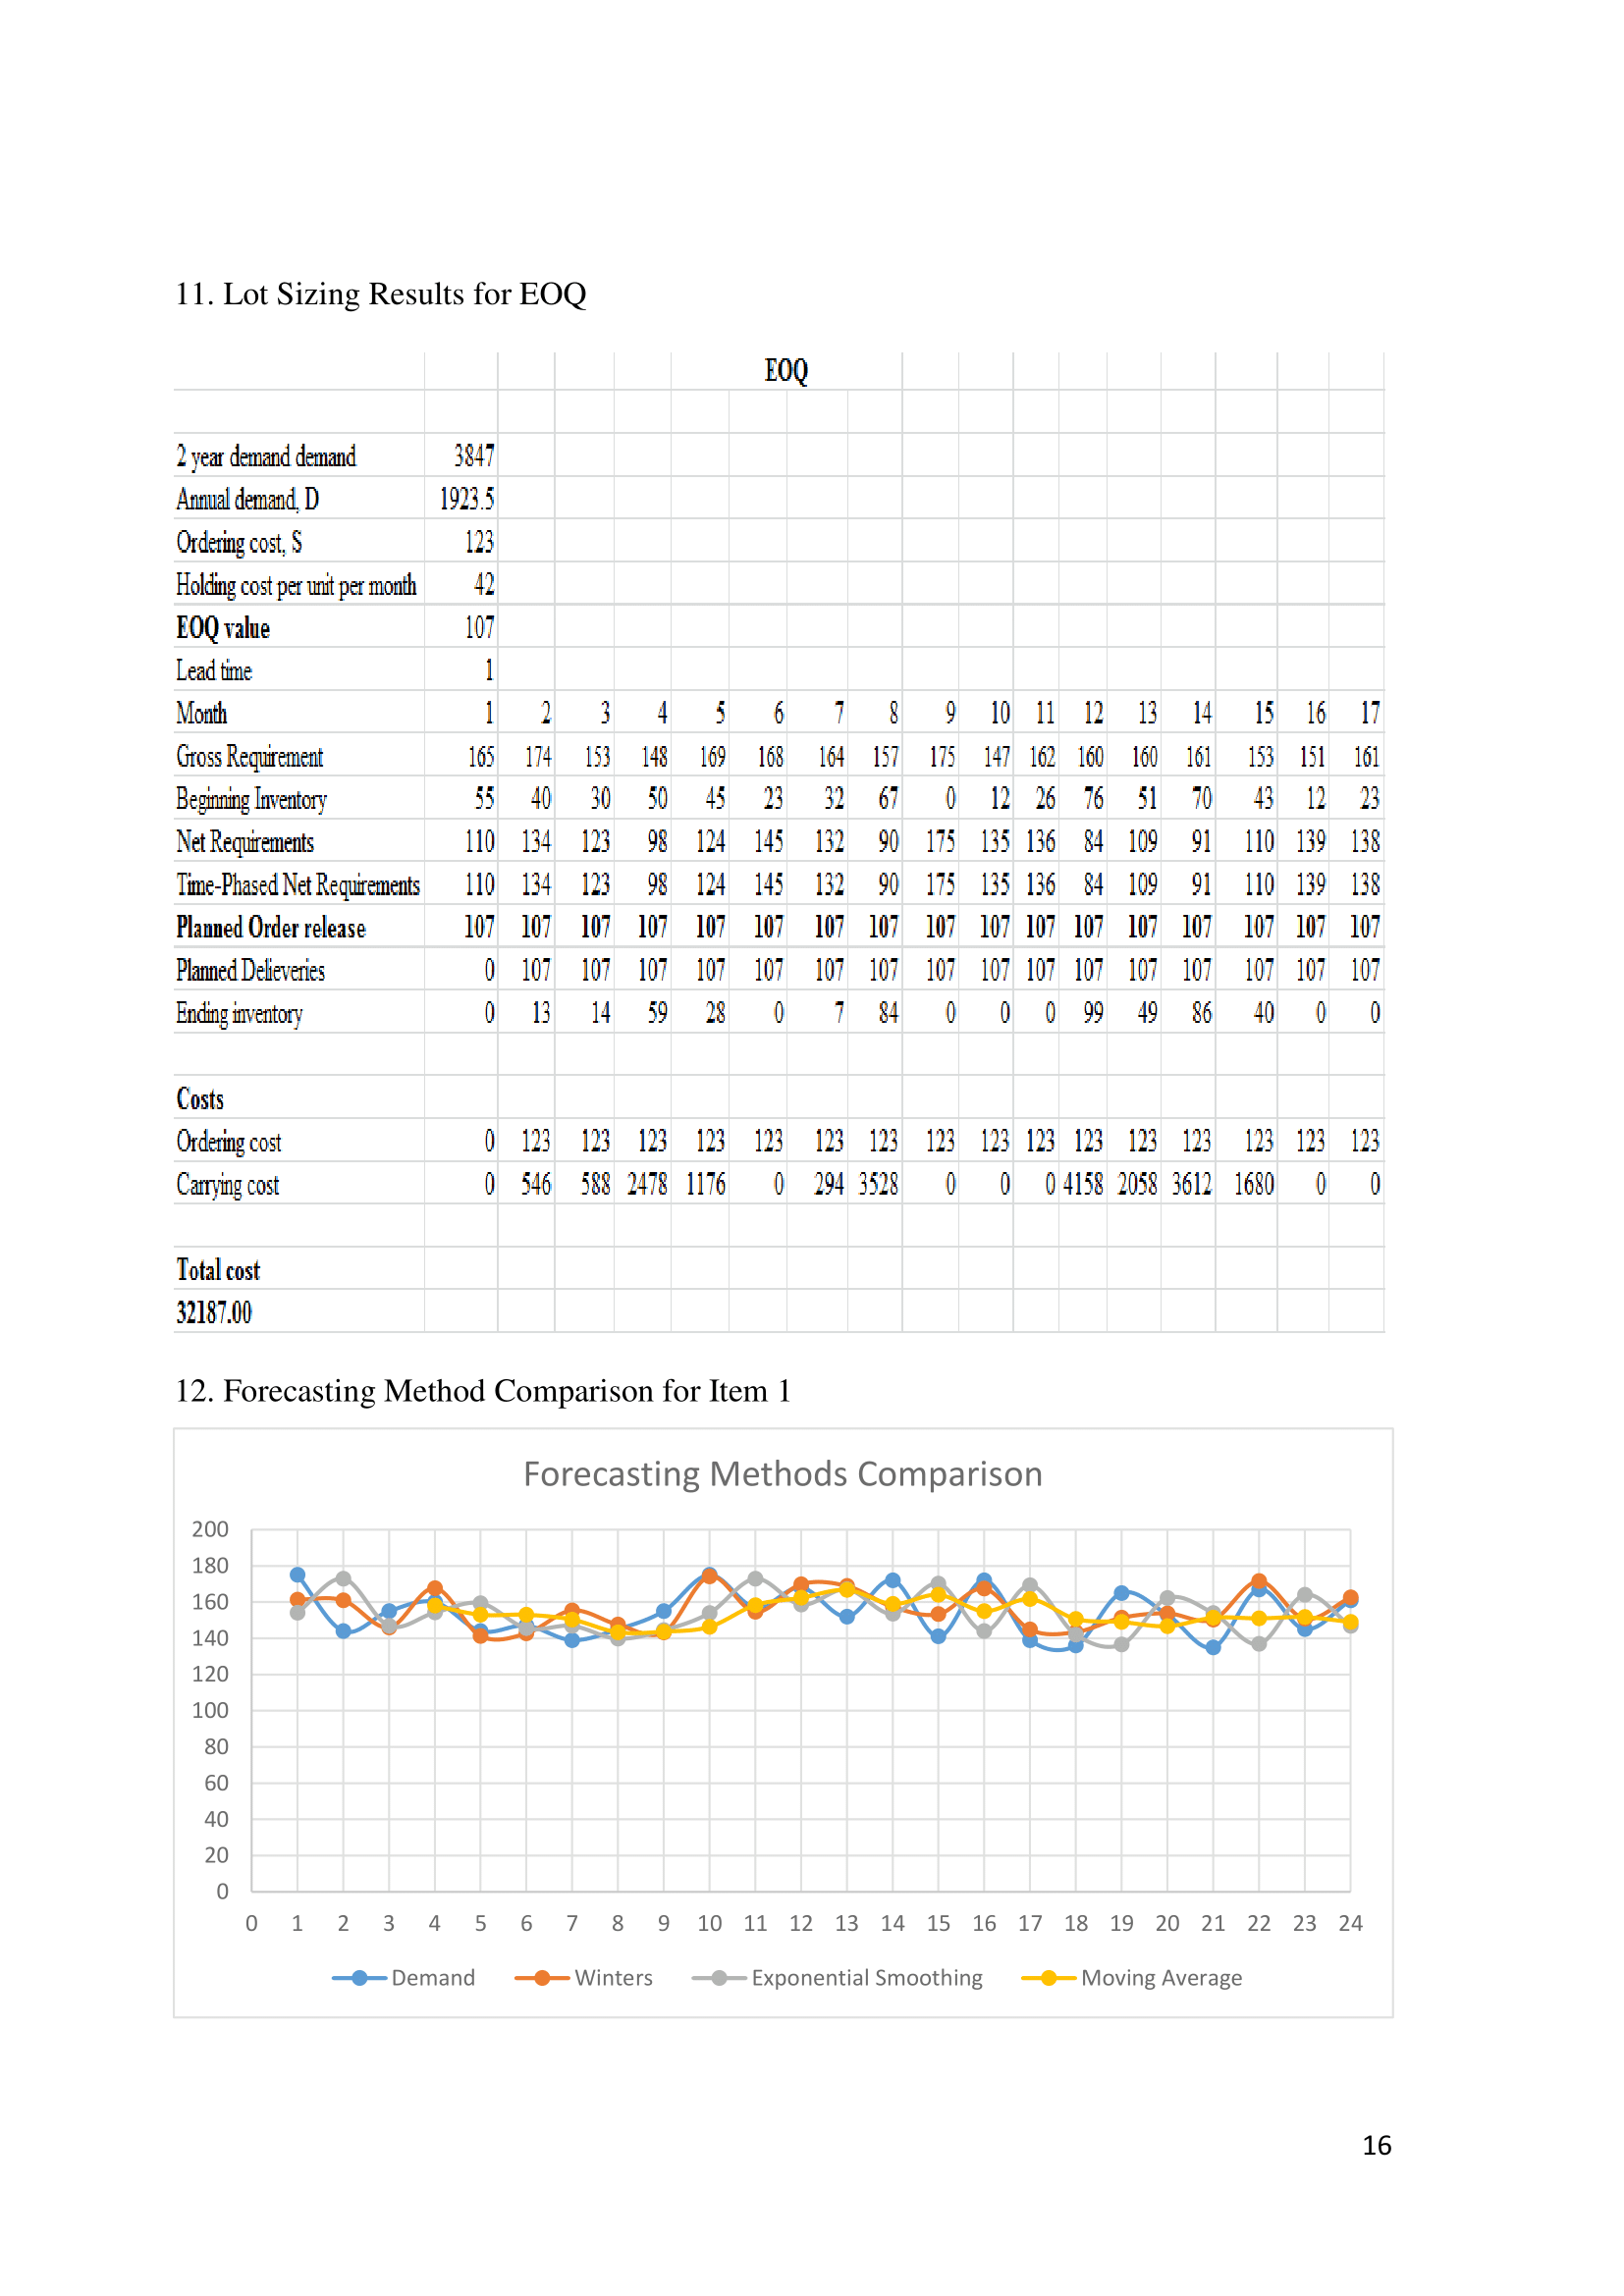 11. Lot Sizing Results for EOQ
EOQ
2 year demand demand 3847
Annual demand, D 1923.5
Ordering cost, S 123
Holding cost per unit per month 42
EOQ value 107
Lead time 1
Month 1 2 3 4 5 6 7 8 9 10 11 12 13 14 15 16 17
Gross Requirement 165 174 153 148 169 168 164 157 175 147 162 160 160 161 153 151 161
Beginning Inventory 55 40 30 50 45 23 32 67 0 12 26 76 51 70 43 12 23
Net Requirements 110 134 123 98 124 145 132 90 175 135 136 84 109 91 110 139 138
Time-Phased Net Requirements 110 134 123 98 124 145 132 90 175 135 136 84 109 91 110 139 138
Planned Order release 107 107 107 107 107 107 107 107 107 107 107 107 107 107 107 107 107
Planned Delieveries 0 107 107 107 107 107 107 107 107 107 107 107 107 107 107 107 107
Ending inventory 0 13 14 59 28 0 7 84 0 0 0 99 49 86 40 0 0
Costs
Ordering cost 0 123 123 123 123 123 123 123 123 123 123 123 123 123 123 123 123
Carrying cost 0 546 588 2478 1176 0 294 3528 0 0 0 4158 2058 3612 1680 0 0
Total cost
32187.00
12. Forecasting Method Comparison for Item 1
Forecasting Methods Comparison
200
180
160
140
120
100
80
60
40
20
0
0 1 2 3 4 5 6 7 8 9 10 11 12 13 14 15 16 17 18 19 20 21 22 23 24
Demand Winters Exponential Smoothing Moving Average
16